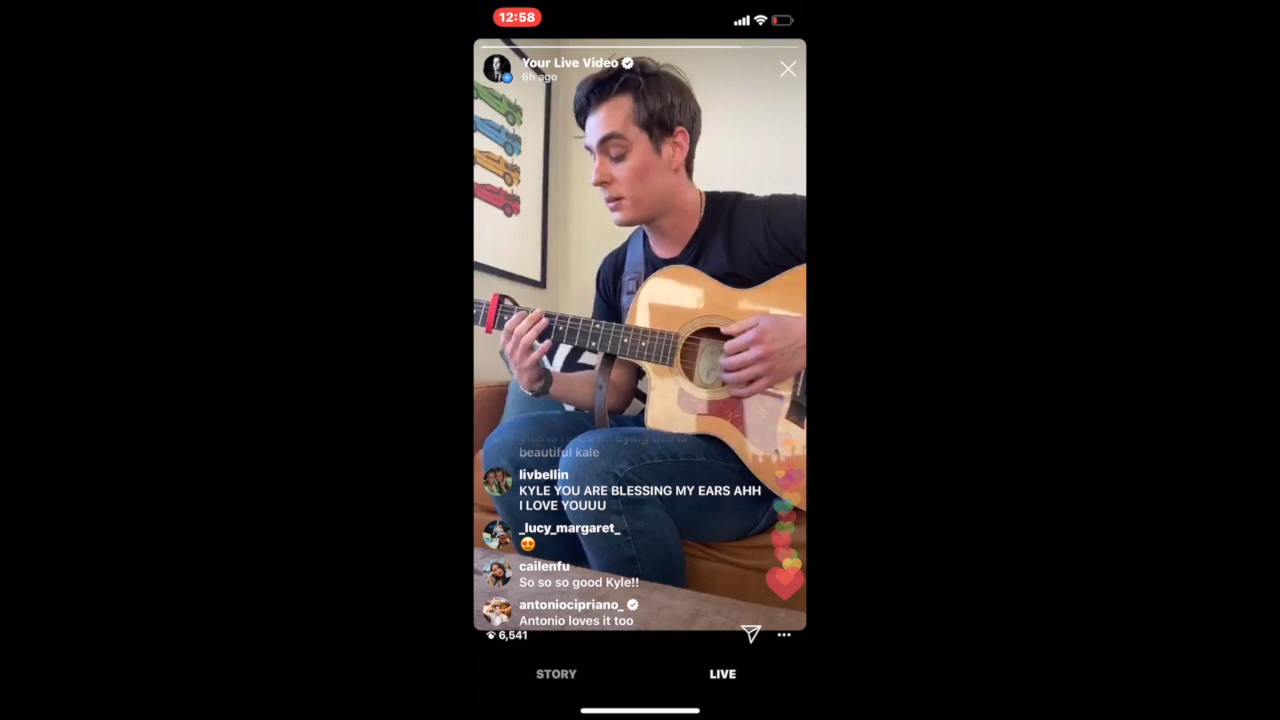 12:58
Your Live Video
6h ago
beautiful kale
livbellin
KYLE YOU ARE BLESSING MY EARS AHH
I LOVE YOUUU
_lucy_margaret_
😍
cailenfu
So so so good Kyle!!
antoniocipriano_
Antonio loves it too
6,541
STORY
LIVE